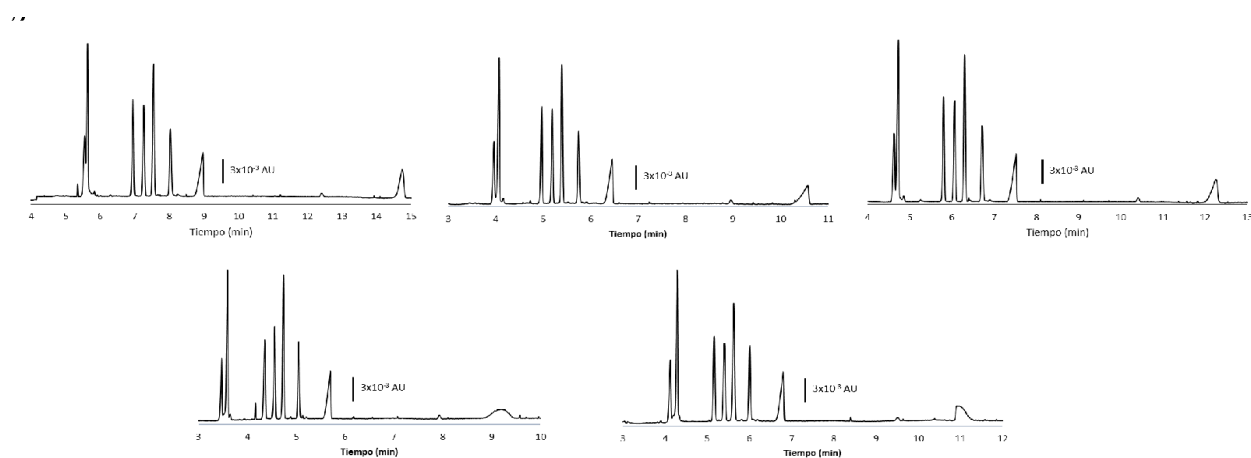 3x10⁻³ AU
4 5 6 7 8 9 10 11 12 13 14 15
Tiempo (min)
3x10⁻³ AU
3 4 5 6 7 8 9 10 11
Tiempo (min)
3x10⁻³ AU
4 5 6 7 8 9 10 11 12 13
Tiempo (min)
3x10⁻³ AU
3 4 5 6 7 8 9 10
Tiempo (min)
3x10⁻³ AU
3 4 5 6 7 8 9 10 11 12
Tiempo (min)